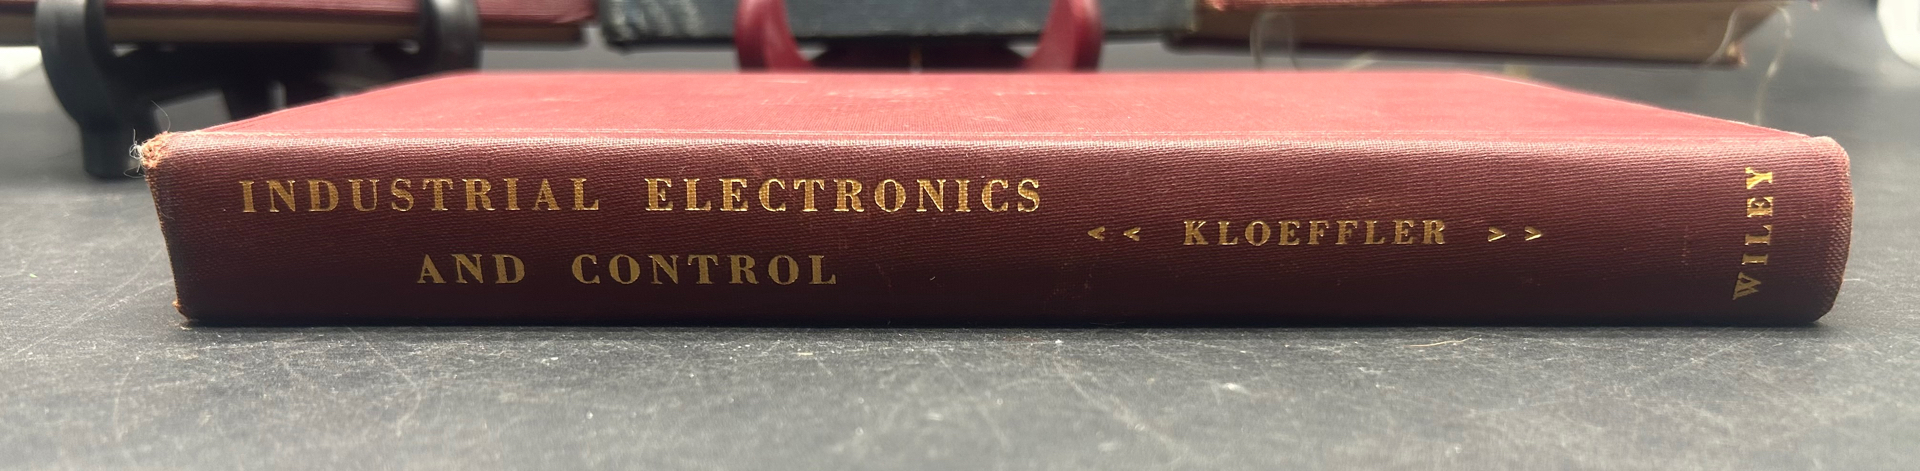 INDUSTRIAL ELECTRONICS
AND CONTROL
< < KLOEFFLER > >
WILEY